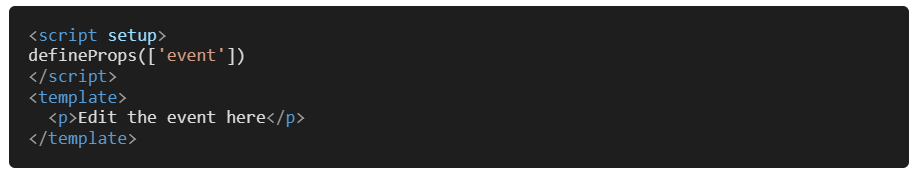 <script setup>
defineProps(['event'])
</script>
<template>
  <p>Edit the event here</p>
</template>